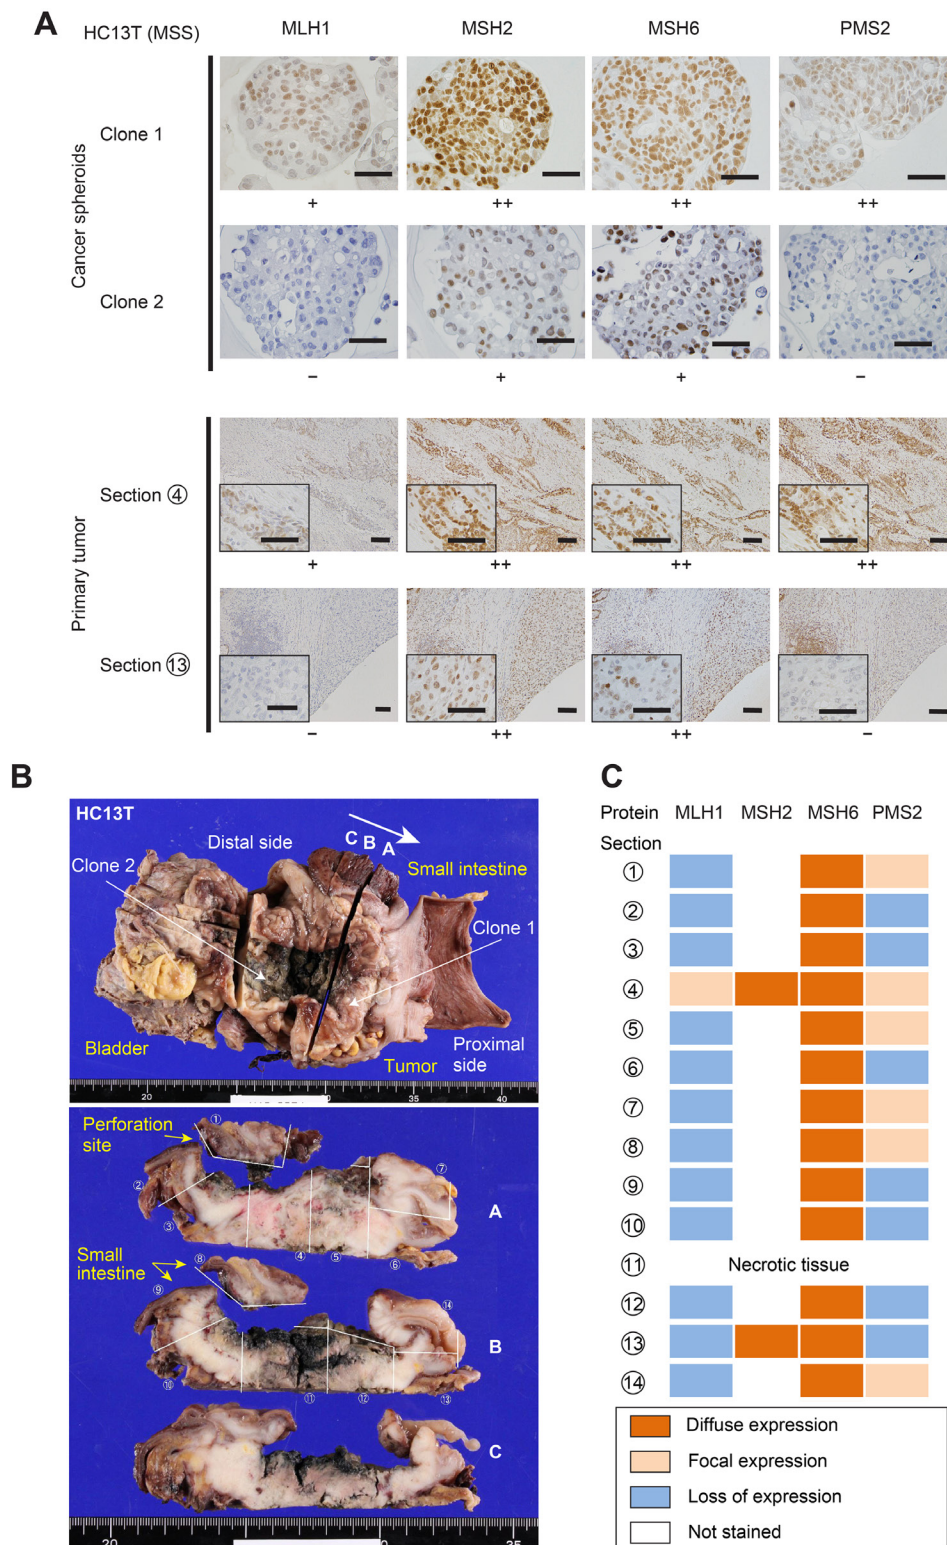 A
HC13T (MSS) MLH1 MSH2 MSH6 PMS2
Cancer spheroids
Clone 1
+ ++ ++ ++
Clone 2
– + + –
Primary tumor
Section ④
+ ++ ++ ++
Section ⑬
– ++ ++ –
B
HC13T
Distal side
C B A
Clone 2
Small intestine
Clone 1
Bladder
Tumor
Proximal side
20 30 35 40
Perforation site
① ② ③ ④ ⑤ ⑥ ⑦
A
Small intestine
⑧ ⑨ ⑩ ⑪ ⑫ ⑬ ⑭
B
C
C
Protein MLH1 MSH2 MSH6 PMS2
Section
①
②
③
④
⑤
⑥
⑦
⑧
⑨
⑩
⑪ Necrotic tissue
⑫
⑬
⑭
Diffuse expression
Focal expression
Loss of expression
Not stained